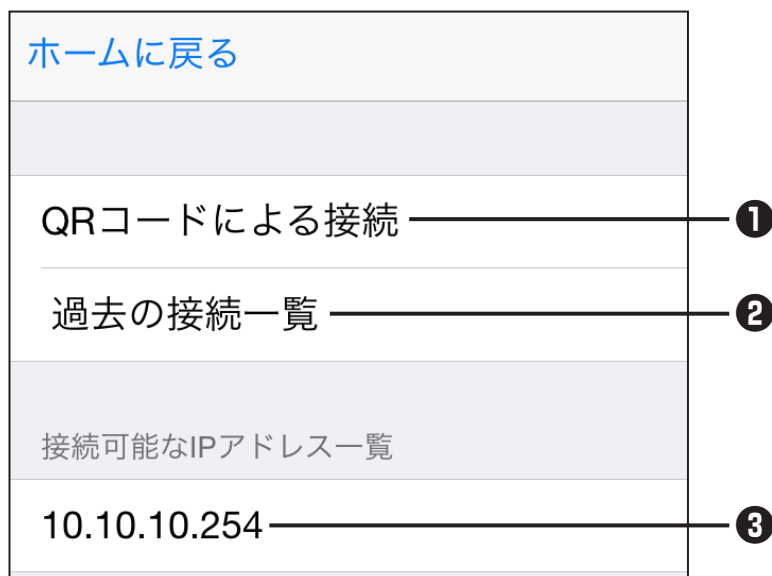 ホームに戻る
QRコードによる接続 ❶
過去の接続一覧 ❷
接続可能なIPアドレス一覧
10.10.10.254 ❸